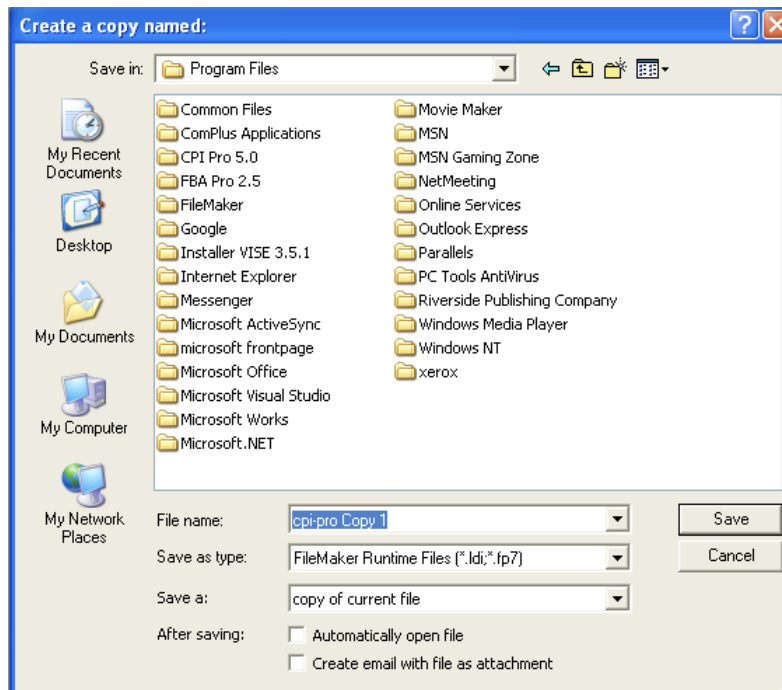 Create a copy named:
Save in: Program Files
My Recent
Documents
Desktop
My Documents
My Computer
My Network
Places
Common Files
ComPlus Applications
CPI Pro 5.0
FBA Pro 2.5
FileMaker
Google
Installer VISE 3.5.1
Internet Explorer
Messenger
Microsoft ActiveSync
microsoft frontpage
Microsoft Office
Microsoft Visual Studio
Microsoft Works
Microsoft.NET
Movie Maker
MSN
MSN Gaming Zone
NetMeeting
Online Services
Outlook Express
Parallels
PC Tools AntiVirus
Riverside Publishing Company
Windows Media Player
Windows NT
xerox
File name: cpi-pro Copy 1 Save
Save as type: FileMaker Runtime Files (*.ldi;*.fp7) Cancel
Save a: copy of current file
After saving: Automatically open file
Create email with file as attachment